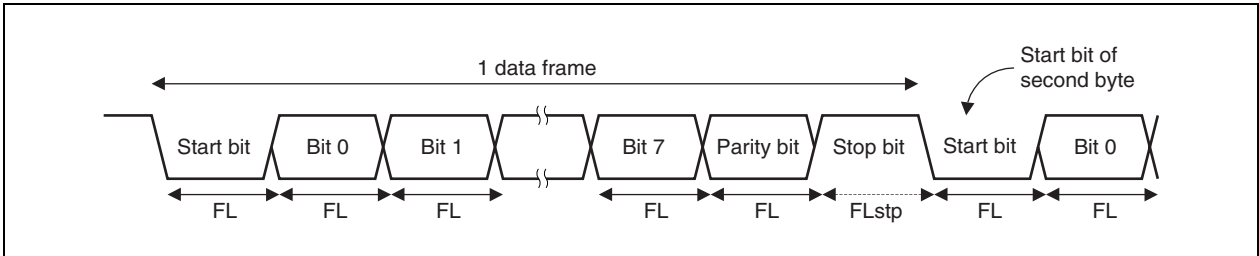 1 data frame
Start bit of
second byte
Start bit Bit 0 Bit 1 Bit 7 Parity bit Stop bit Start bit Bit 0
FL FL FL FL FL FLstp FL FL